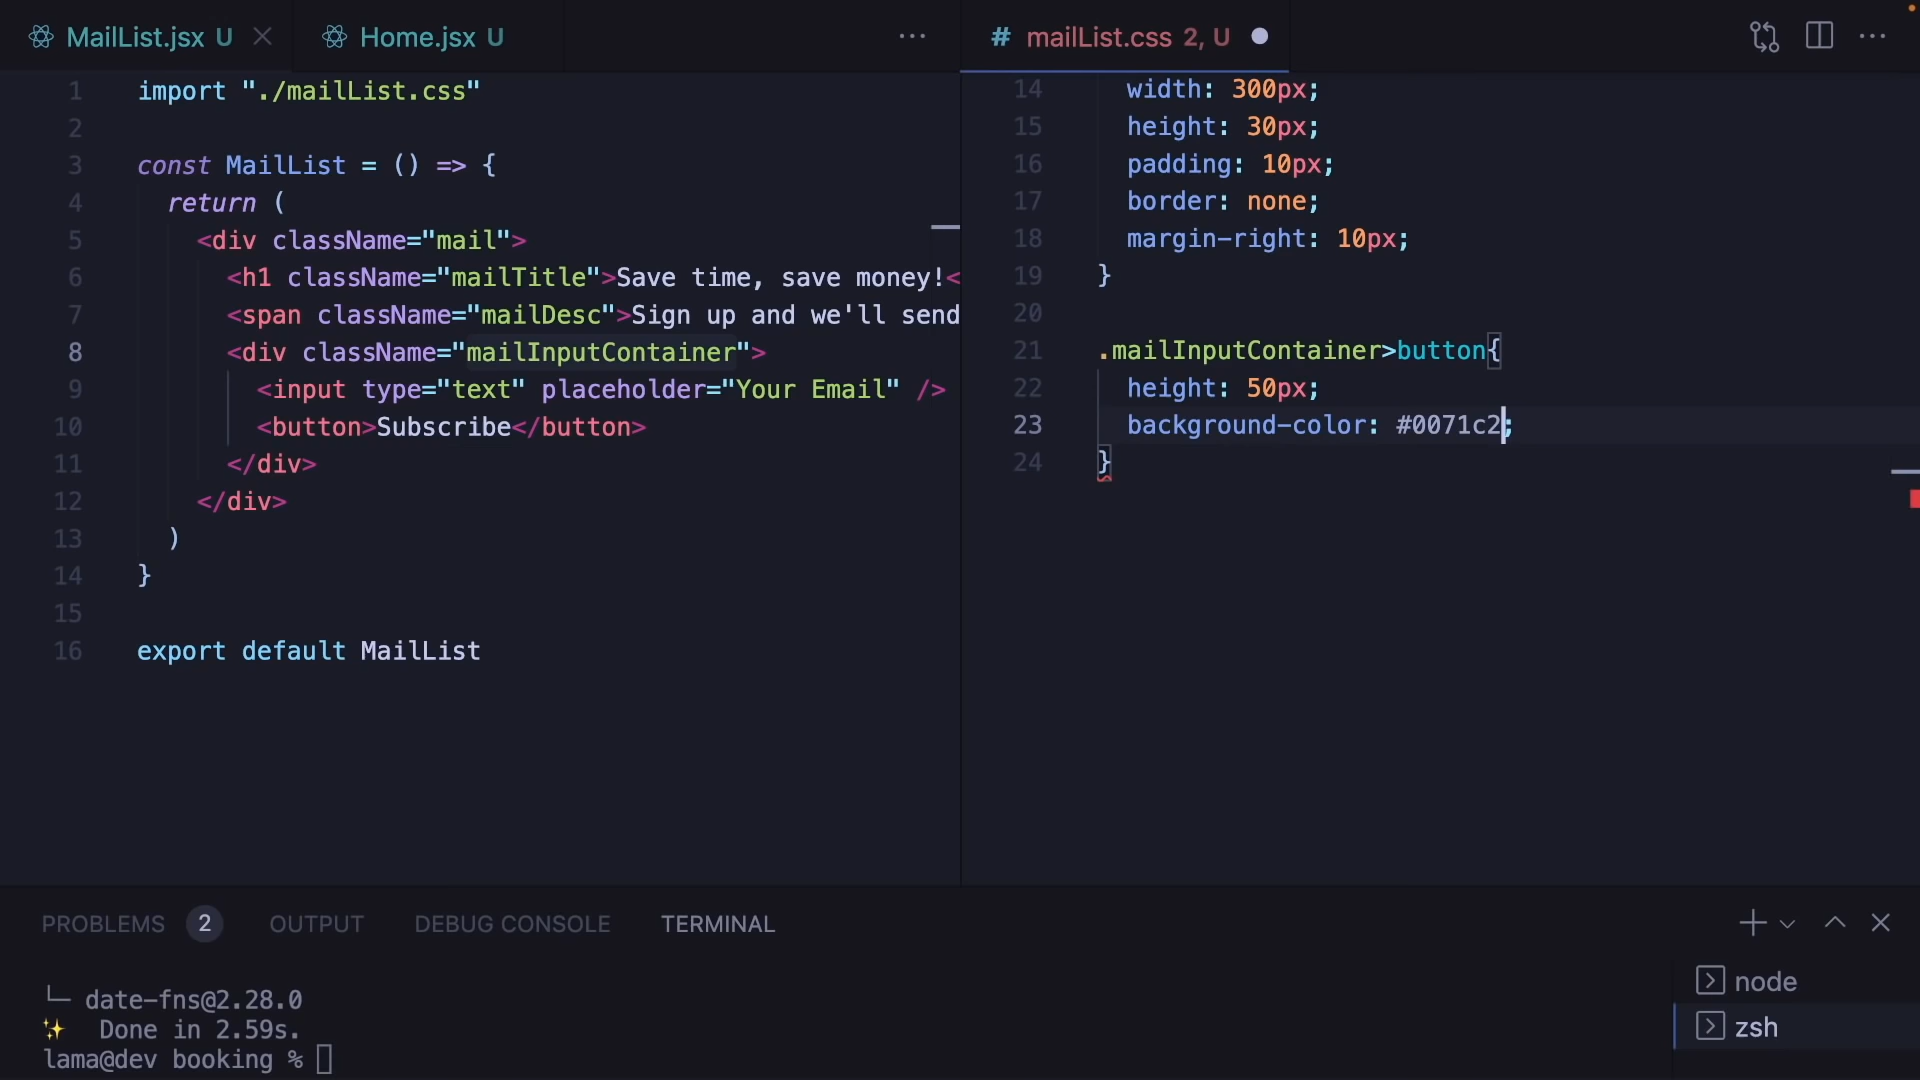 MailList.jsx U
Home.jsx U
1 import "./mailList.css"
2
3 const MailList = () => {
4 return (
5 <div className="mail">
6 <h1 className="mailTitle">Save time, save money!<
7 <span className="mailDesc">Sign up and we'll send
8 <div className="mailInputContainer">
9 <input type="text" placeholder="Your Email" />
10 <button>Subscribe</button>
11 </div>
12 </div>
13 )
14 }
15
16 export default MailList
# mailList.css 2, U
14 width: 300px;
15 height: 30px;
16 padding: 10px;
17 border: none;
18 margin-right: 10px;
19 }
20
21 .mailInputContainer>button{
22 height: 50px;
23 background-color: #0071c2;
24 }
PROBLEMS 2 OUTPUT DEBUG CONSOLE TERMINAL
└─ date-fns@2.28.0
✨ Done in 2.59s.
lama@dev booking %
node
zsh